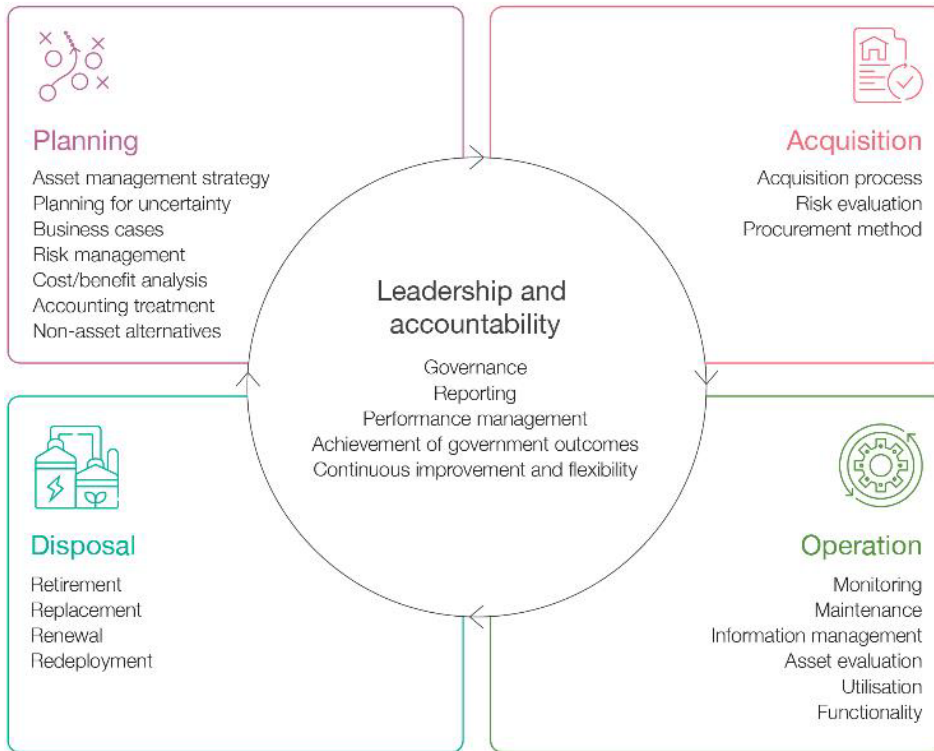 Planning
Asset management strategy
Planning for uncertainty
Business cases
Risk management
Cost/benefit analysis
Accounting treatment
Non-asset alternatives
Acquisition
Acquisition process
Risk evaluation
Procurement method
Leadership and
accountability
Governance
Reporting
Performance management
Achievement of government outcomes
Continuous improvement and flexibility
Disposal
Retirement
Replacement
Renewal
Redeployment
Operation
Monitoring
Maintenance
Information management
Asset evaluation
Utilisation
Functionality